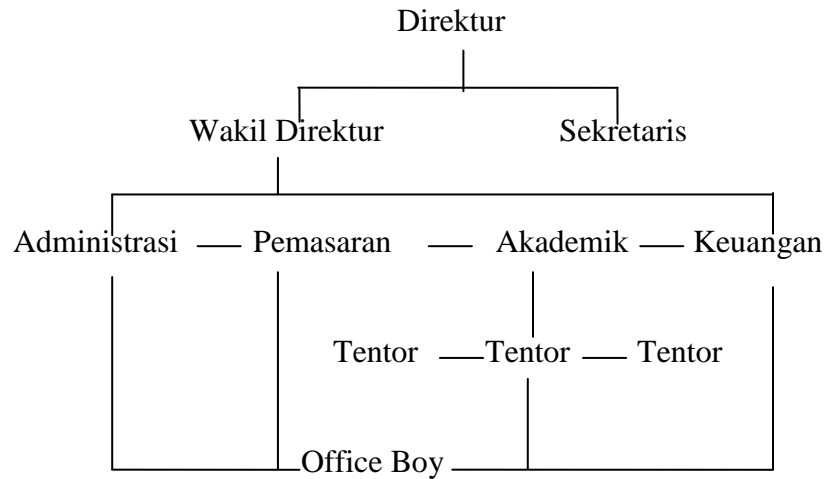 Direktur
Wakil Direktur Sekretaris
Administrasi Pemasaran Akademik Keuangan
Tentor Tentor Tentor
Office Boy